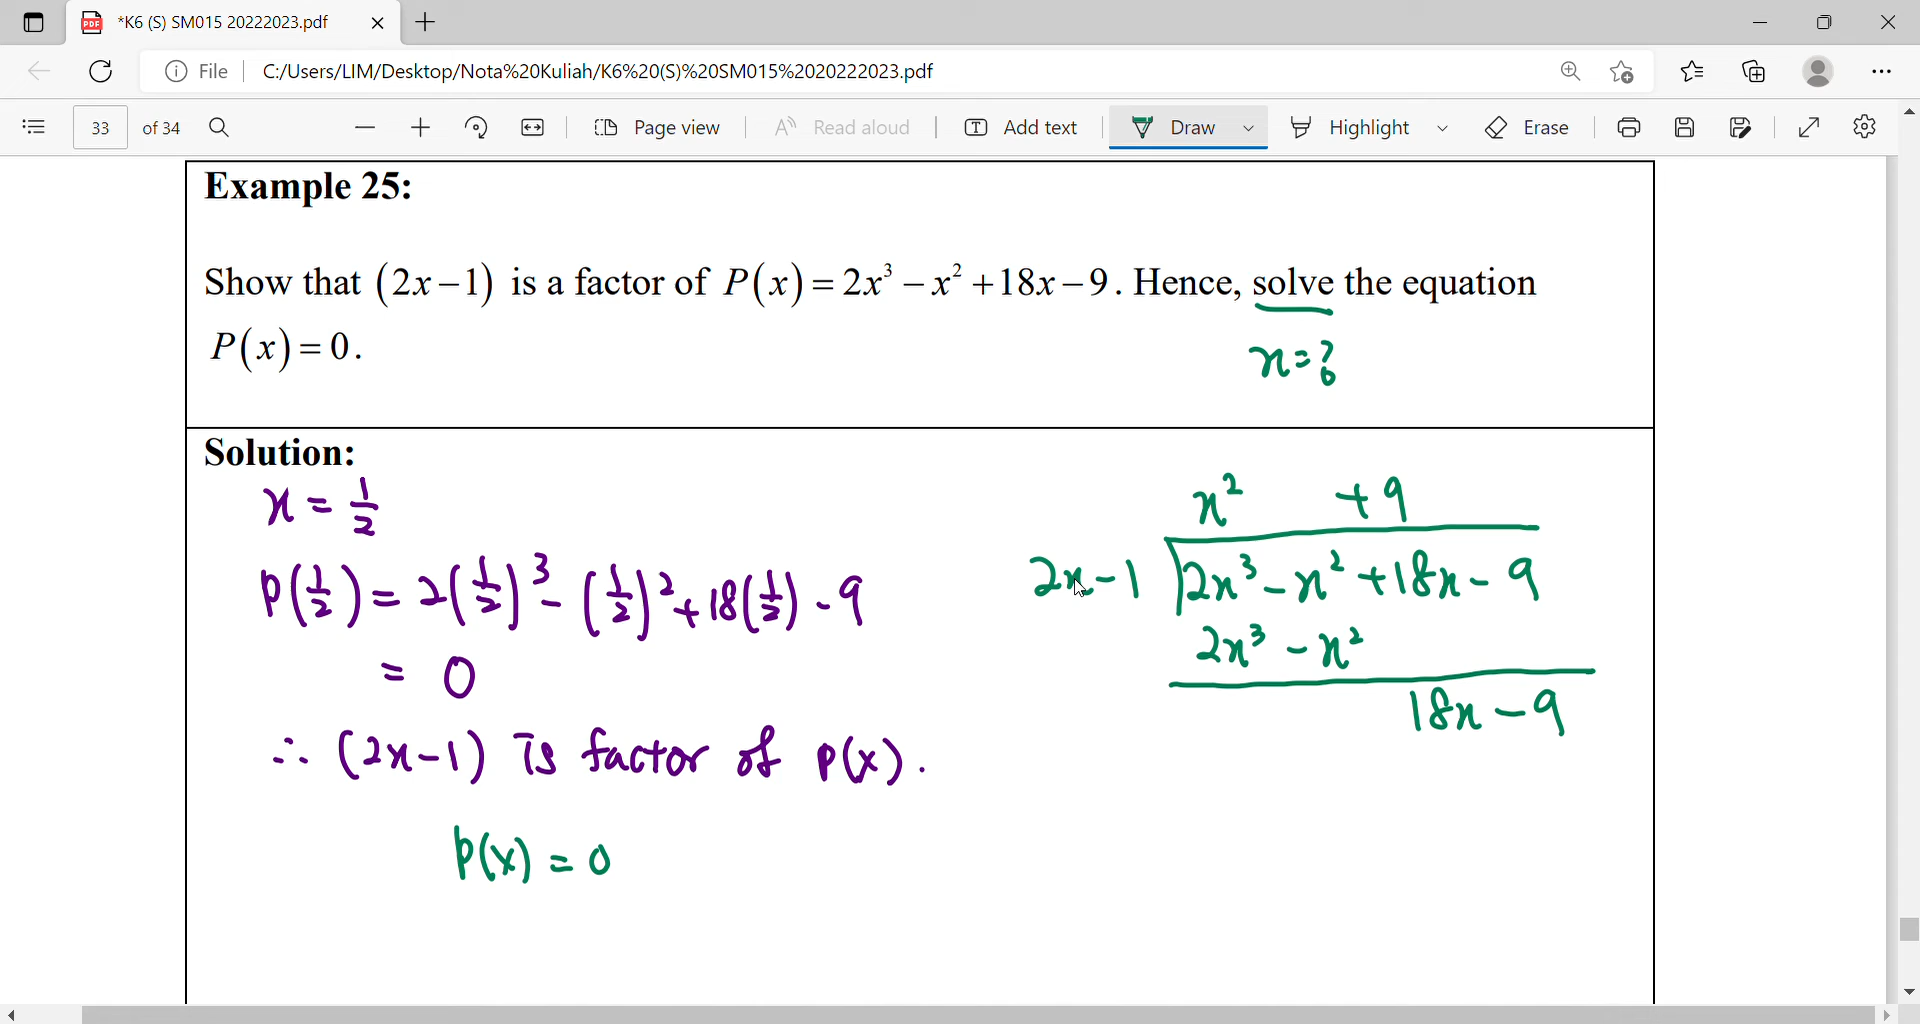 *K6 (S) SM015 20222023.pdf
File C:/Users/LIM/Desktop/Nota%20Kuliah/K6%20(S)%20SM015%2020222023.pdf
33 of 34 Page view Read aloud Add text Draw Highlight Erase
Example 25:
Show that (2x−1) is a factor of P(x) = 2x³ − x² + 18x − 9. Hence, solve the equation
P(x) = 0.
x = ?
Solution:
x = 1/2
P(1/2) = 2(1/2)³ − (1/2)² + 18(1/2) − 9
= 0
∴ (2x−1) is factor of P(x).
P(x) = 0
x² + 9
2x−1 2x³ − x² + 18x − 9
2x³ − x²
18x − 9